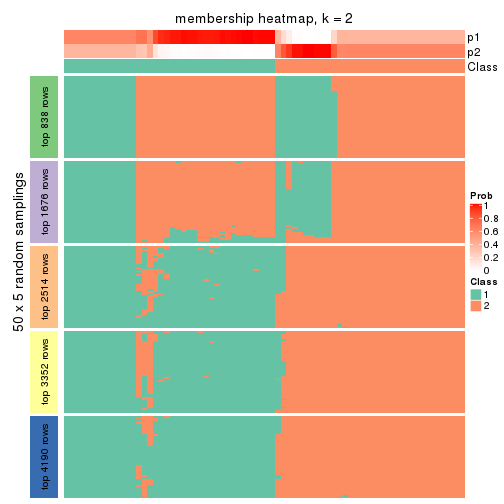 membership heatmap, k = 2
p1
p2
Class
50 x 5 random samplings
top 838 rows
top 1676 rows
top 2514 rows
top 3352 rows
top 4190 rows
Prob
1
0.8
0.6
0.4
0.2
0
Class
1
2